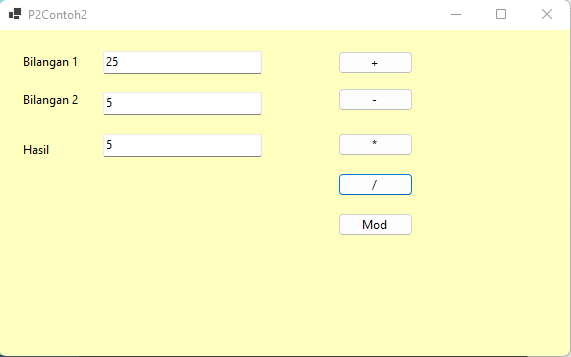 P2Contoh2
Bilangan 1 25 +
Bilangan 2 5 -
Hasil 5 *
/
Mod